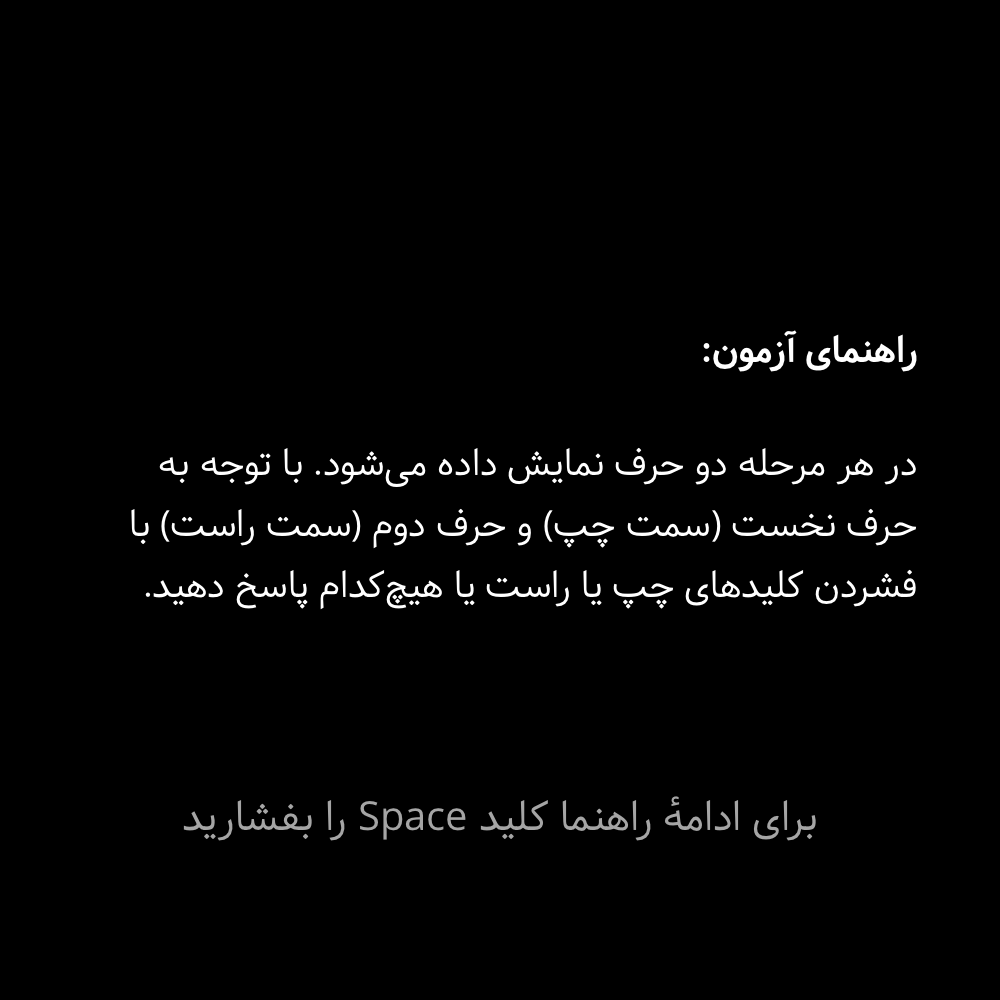 راهنمای آزمون:
در هر مرحله دو حرف نمایش داده می‌شود. با توجه به
حرف نخست (سمت چپ) و حرف دوم (سمت راست) با
فشردن کلیدهای چپ یا راست یا هیچ‌کدام پاسخ دهید.
برای ادامهٔ راهنما کلید Space را بفشارید